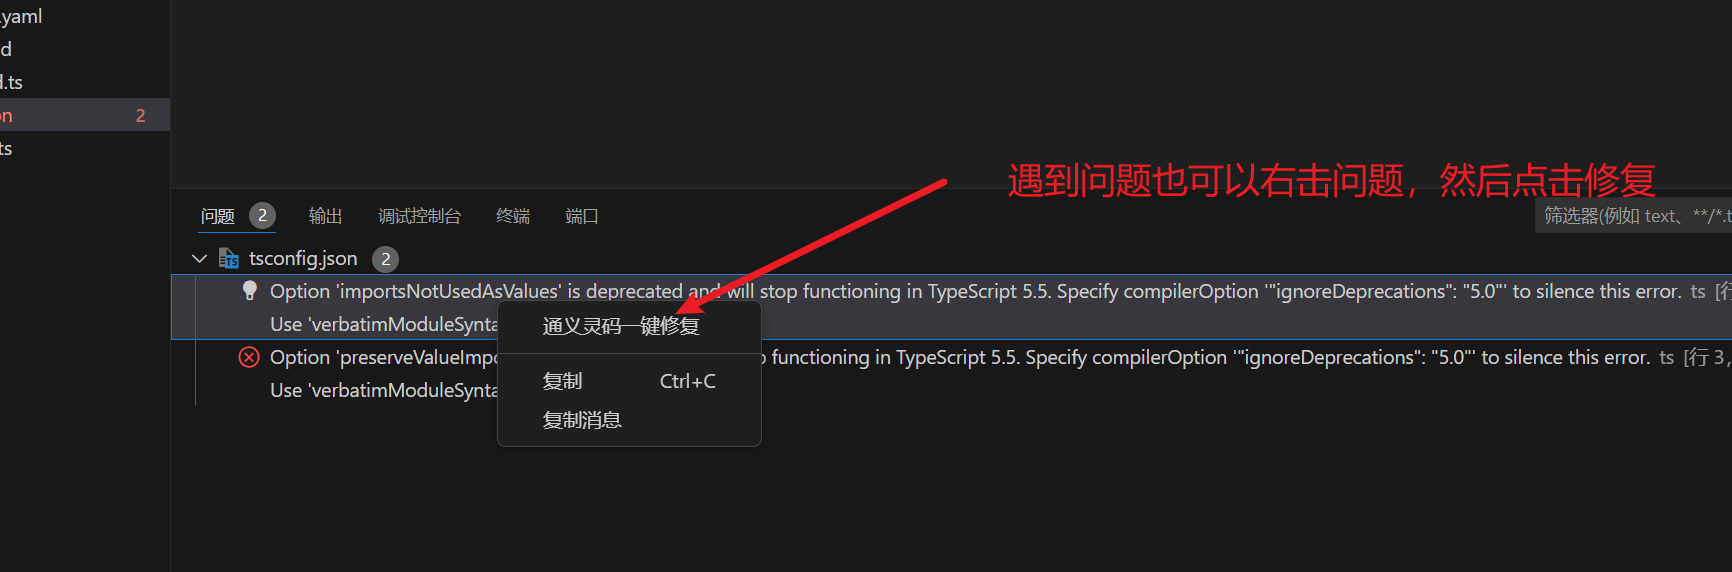 .yaml
d
d.ts
on 2
ts
遇到问题也可以右击问题，然后点击修复
问题 2 输出 调试控制台 终端 端口 筛选器(例如 text、**/*.t
tsconfig.json 2
Option 'importsNotUsedAsValues' is deprecated and will stop functioning in TypeScript 5.5. Specify compilerOption '"ignoreDeprecations": "5.0"' to silence this error. ts [行
Use 'verbatimModuleSynta
通义灵码一键修复
Option 'preserveValueImpo p functioning in TypeScript 5.5. Specify compilerOption '"ignoreDeprecations": "5.0"' to silence this error. ts [行 3,
复制 Ctrl+C
Use 'verbatimModuleSynta
复制消息